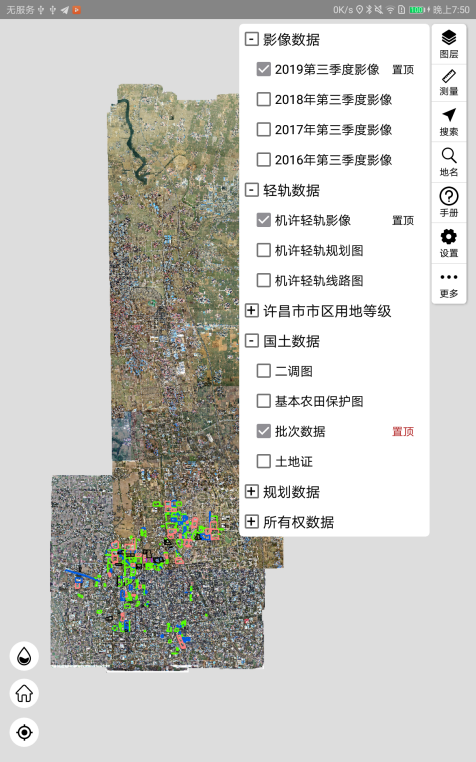 无服务
0K/s
100
晚上7:50
影像数据
2019第三季度影像 置顶
2018年第三季度影像
2017年第三季度影像
2016年第三季度影像
轻轨数据
机许轻轨影像 置顶
机许轻轨规划图
机许轻轨线路图
许昌市市区用地等级
国土数据
二调图
基本农田保护图
批次数据 置顶
土地证
规划数据
所有权数据
图层
测量
搜索
地名
手册
设置
更多